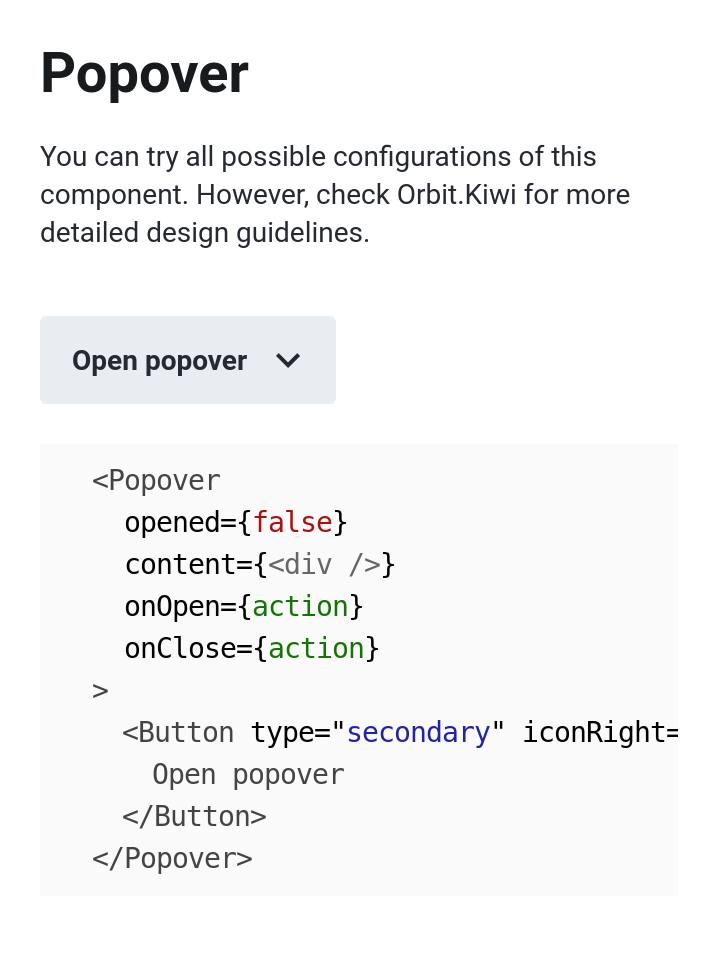 Popover
You can try all possible configurations of this
component. However, check Orbit.Kiwi for more
detailed design guidelines.
Open popover
<Popover
opened={false}
content={<div />}
onOpen={action}
onClose={action}
>
<Button type="secondary" iconRight=
Open popover
</Button>
</Popover>